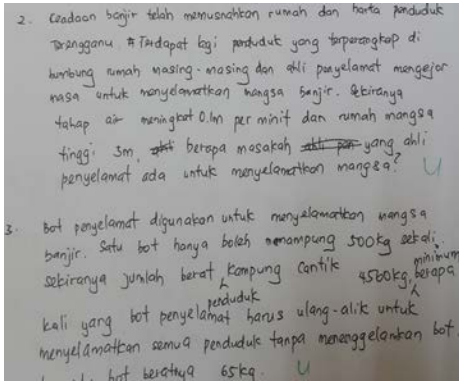 2. Keadaan banjir telah memusnahkan rumah dan harta penduduk
Terengganu. Terdapat lagi penduduk yang terperangkap di
bumbung rumah masing-masing dan ahli penyelamat mengejar
masa untuk menyelamatkan mangsa banjir. Sekiranya
tahap air meningkat 0.1m per minit dan rumah mangsa
tinggi 3m, berapa masakah yang ahli
penyelamat ada untuk menyelamatkan mangsa?
3. Bot penyelamat digunakan untuk menyelamatkan mangsa
banjir. Satu bot hanya boleh menampung 500kg sekali.
sekiranya jumlah berat penduduk Kampung Cantik 4560kg, berapa minimum
kali yang bot penyelamat harus ulang-alik untuk
menyelamatkan semua penduduk tanpa menenggelamkan bot.
bot beratnya 65kg.